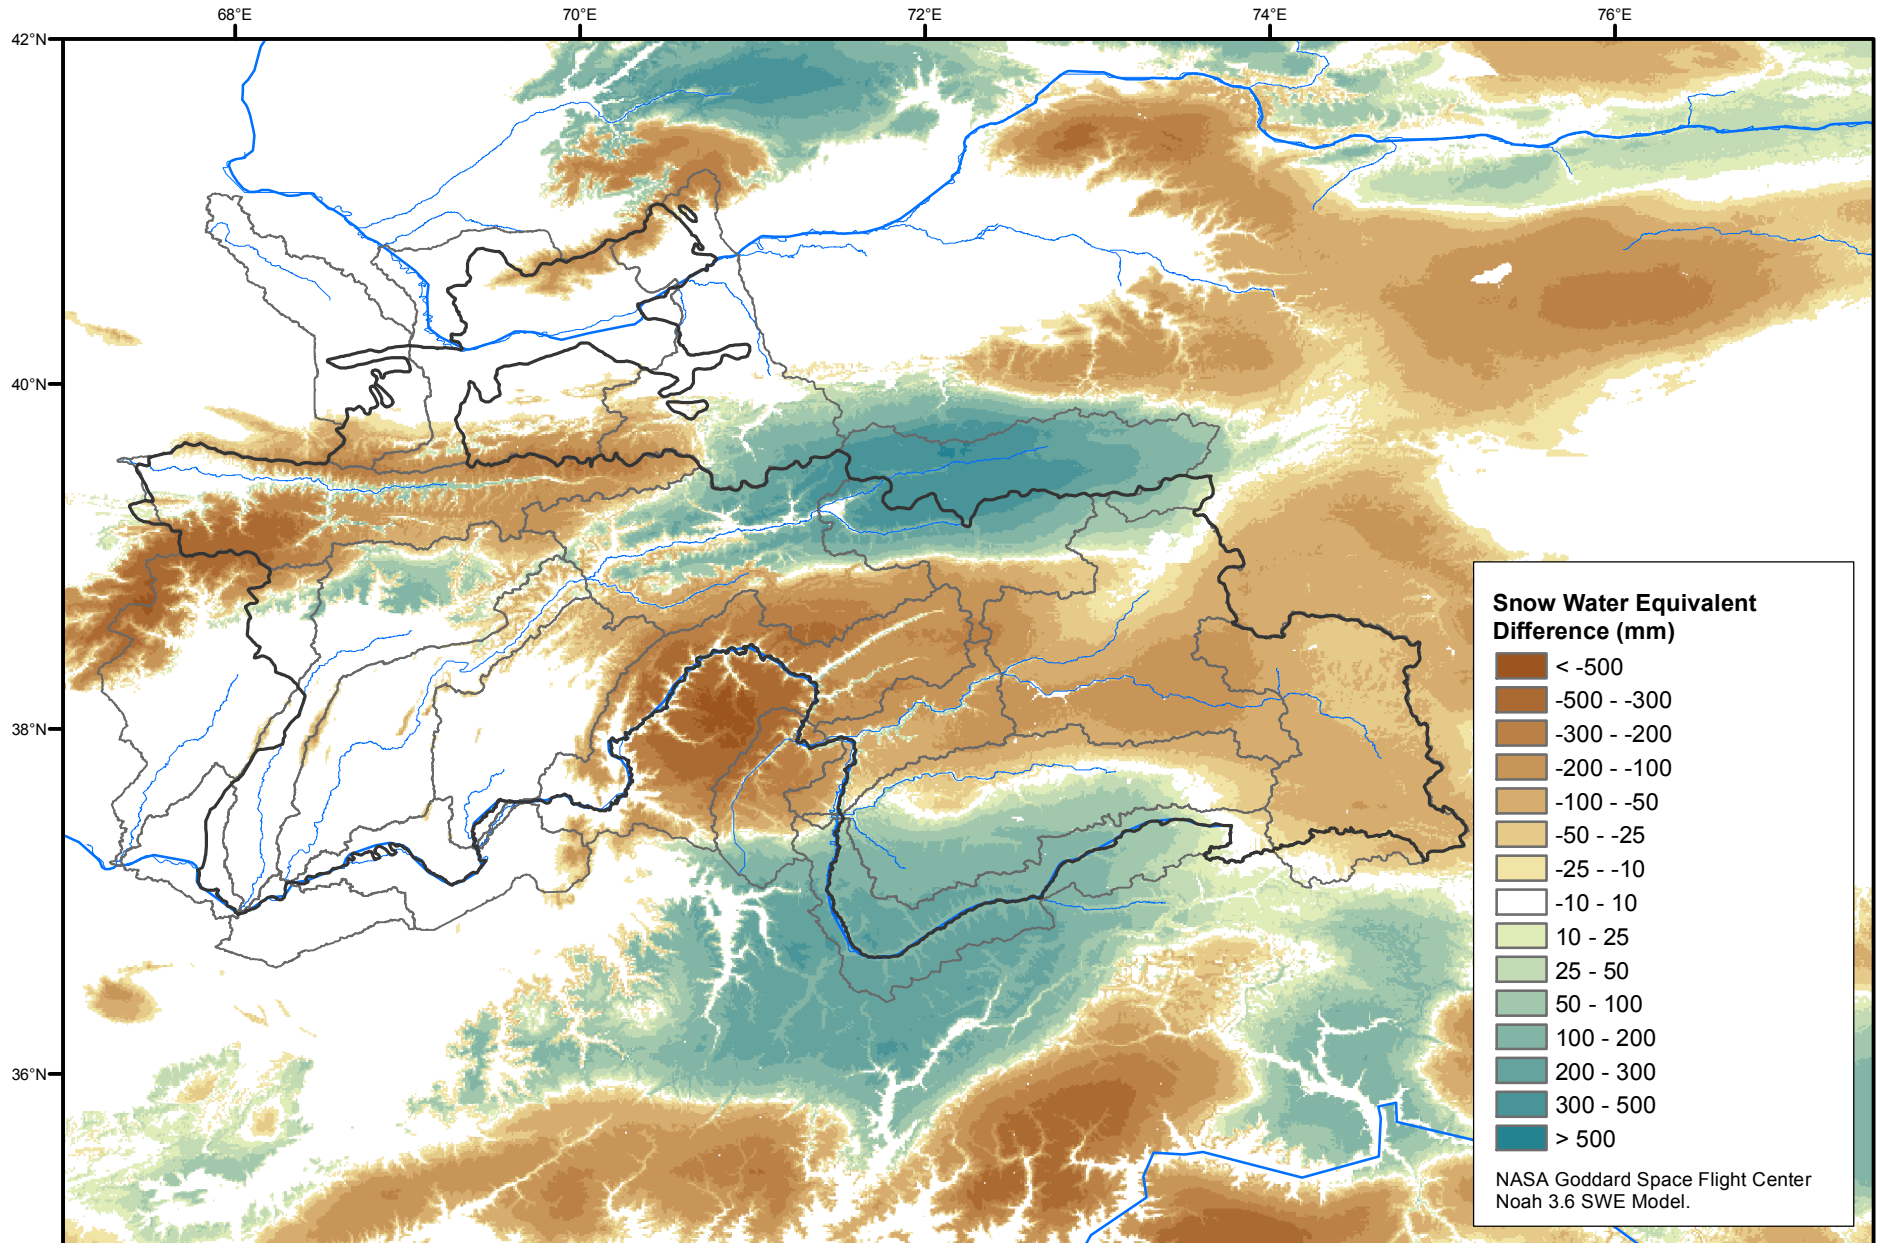 68°E
70°E
72°E
74°E
76°E
42°N
40°N
38°N
36°N
Snow Water Equivalent
Difference (mm)
< -500
-500 - -300
-300 - -200
-200 - -100
-100 - -50
-50 - -25
-25 - -10
-10 - 10
10 - 25
25 - 50
50 - 100
100 - 200
200 - 300
300 - 500
> 500
NASA Goddard Space Flight Center
Noah 3.6 SWE Model.